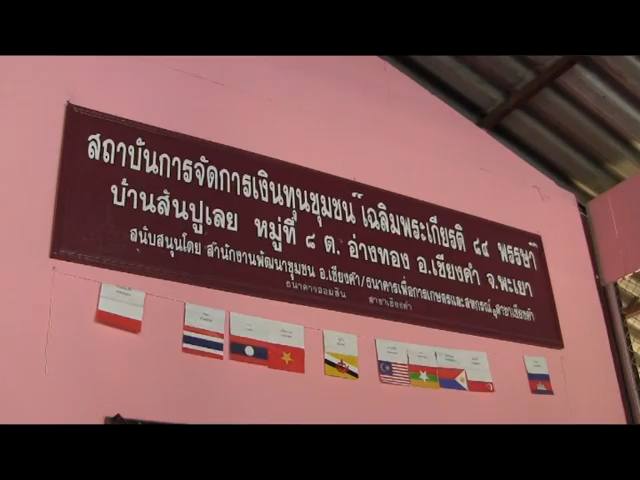 สถาบันการจัดการเงินทุนชุมชน เฉลิมพระเกียรติ ๘๔ พรรษา
บ้านสันปูเลย หมู่ที่ ๘ ต. อ่างทอง อ.เชียงคำ จ.พะเยา
สนับสนุนโดย สำนักงานพัฒนาชุมชน อ.เชียงคำ/ธนาคารเพื่อการเกษตรและสหกรณ์ฯสาขาเชียงคำ
ธนาคารออมสิน สาขาเชียงคำ